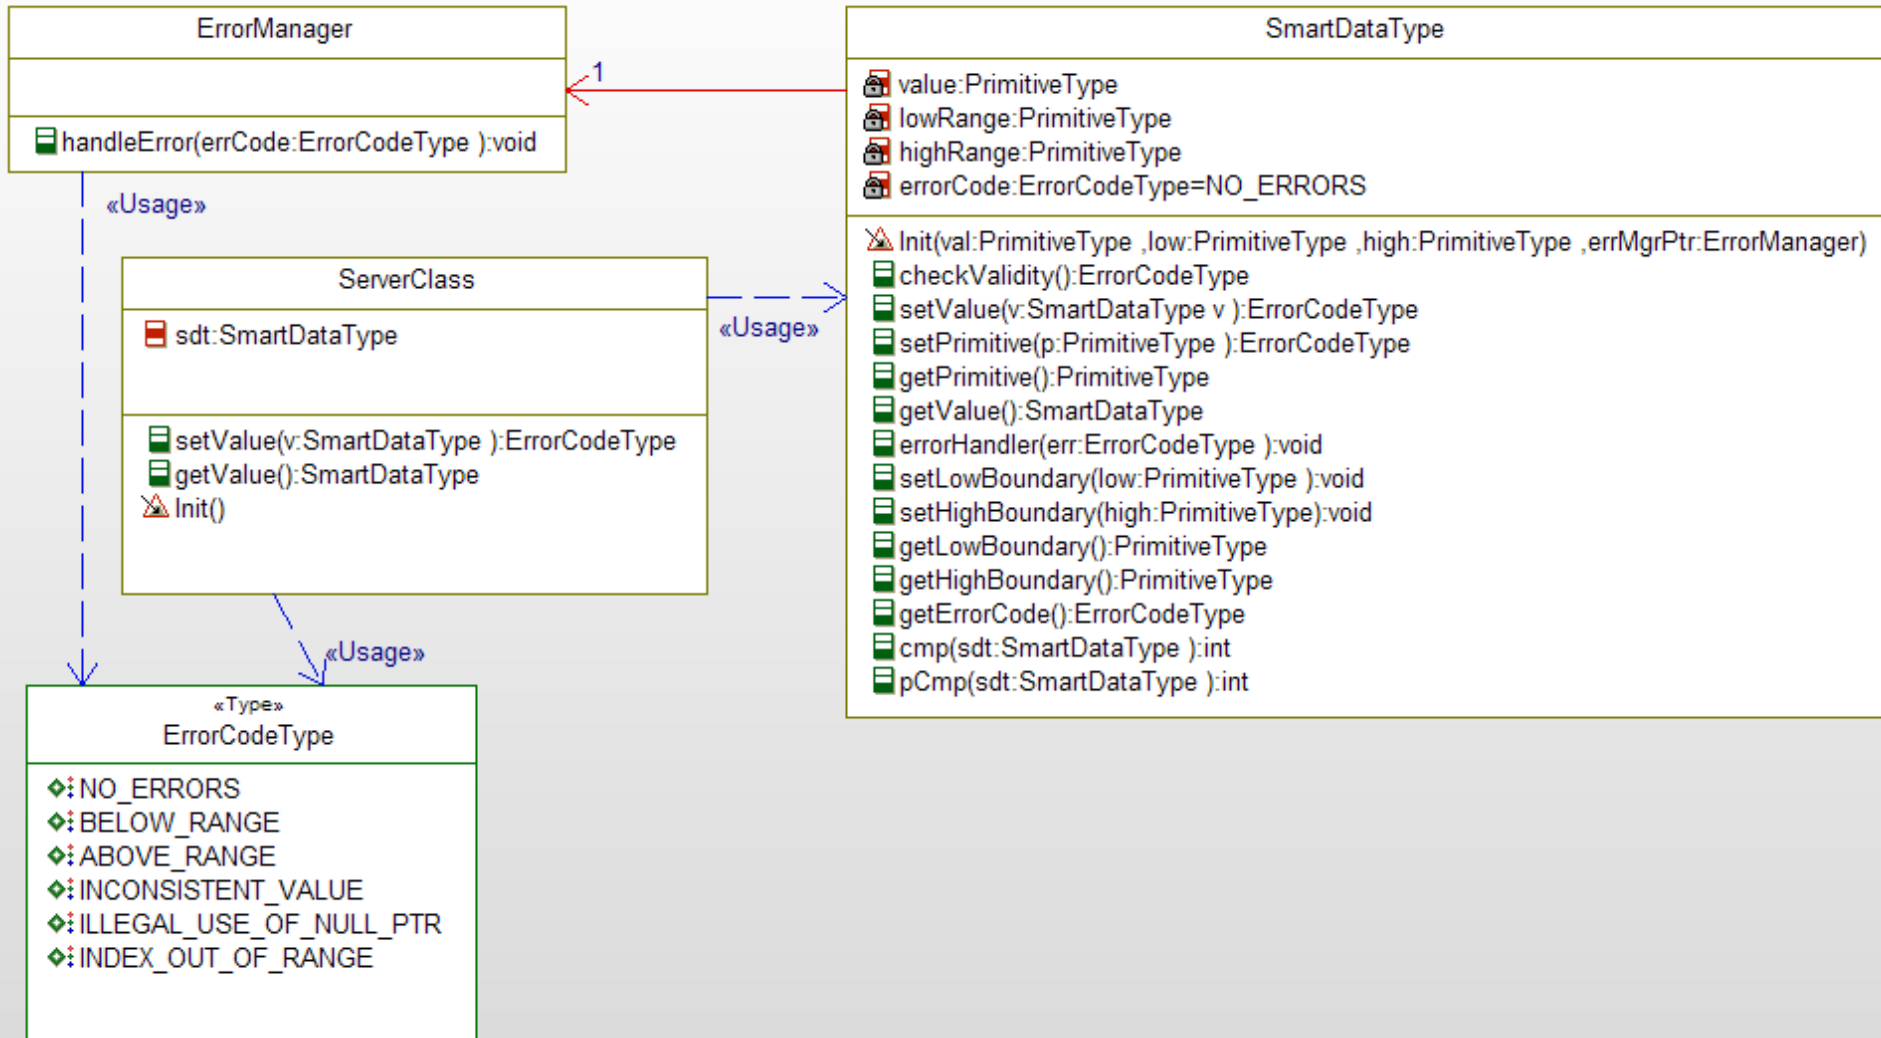 ErrorManager
handleError(errCode:ErrorCodeType ):void
1
SmartDataType
value:PrimitiveType
lowRange:PrimitiveType
highRange:PrimitiveType
errorCode:ErrorCodeType=NO_ERRORS
Init(val:PrimitiveType ,low:PrimitiveType ,high:PrimitiveType ,errMgrPtr:ErrorManager)
checkValidity():ErrorCodeType
setValue(v:SmartDataType v ):ErrorCodeType
setPrimitive(p:PrimitiveType ):ErrorCodeType
getPrimitive():PrimitiveType
getValue():SmartDataType
errorHandler(err:ErrorCodeType ):void
setLowBoundary(low:PrimitiveType ):void
setHighBoundary(high:PrimitiveType):void
getLowBoundary():PrimitiveType
getHighBoundary():PrimitiveType
getErrorCode():ErrorCodeType
cmp(sdt:SmartDataType ):int
pCmp(sdt:SmartDataType ):int
«Usage»
ServerClass
sdt:SmartDataType
setValue(v:SmartDataType ):ErrorCodeType
getValue():SmartDataType
Init()
«Usage»
«Usage»
«Type»
ErrorCodeType
NO_ERRORS
BELOW_RANGE
ABOVE_RANGE
INCONSISTENT_VALUE
ILLEGAL_USE_OF_NULL_PTR
INDEX_OUT_OF_RANGE